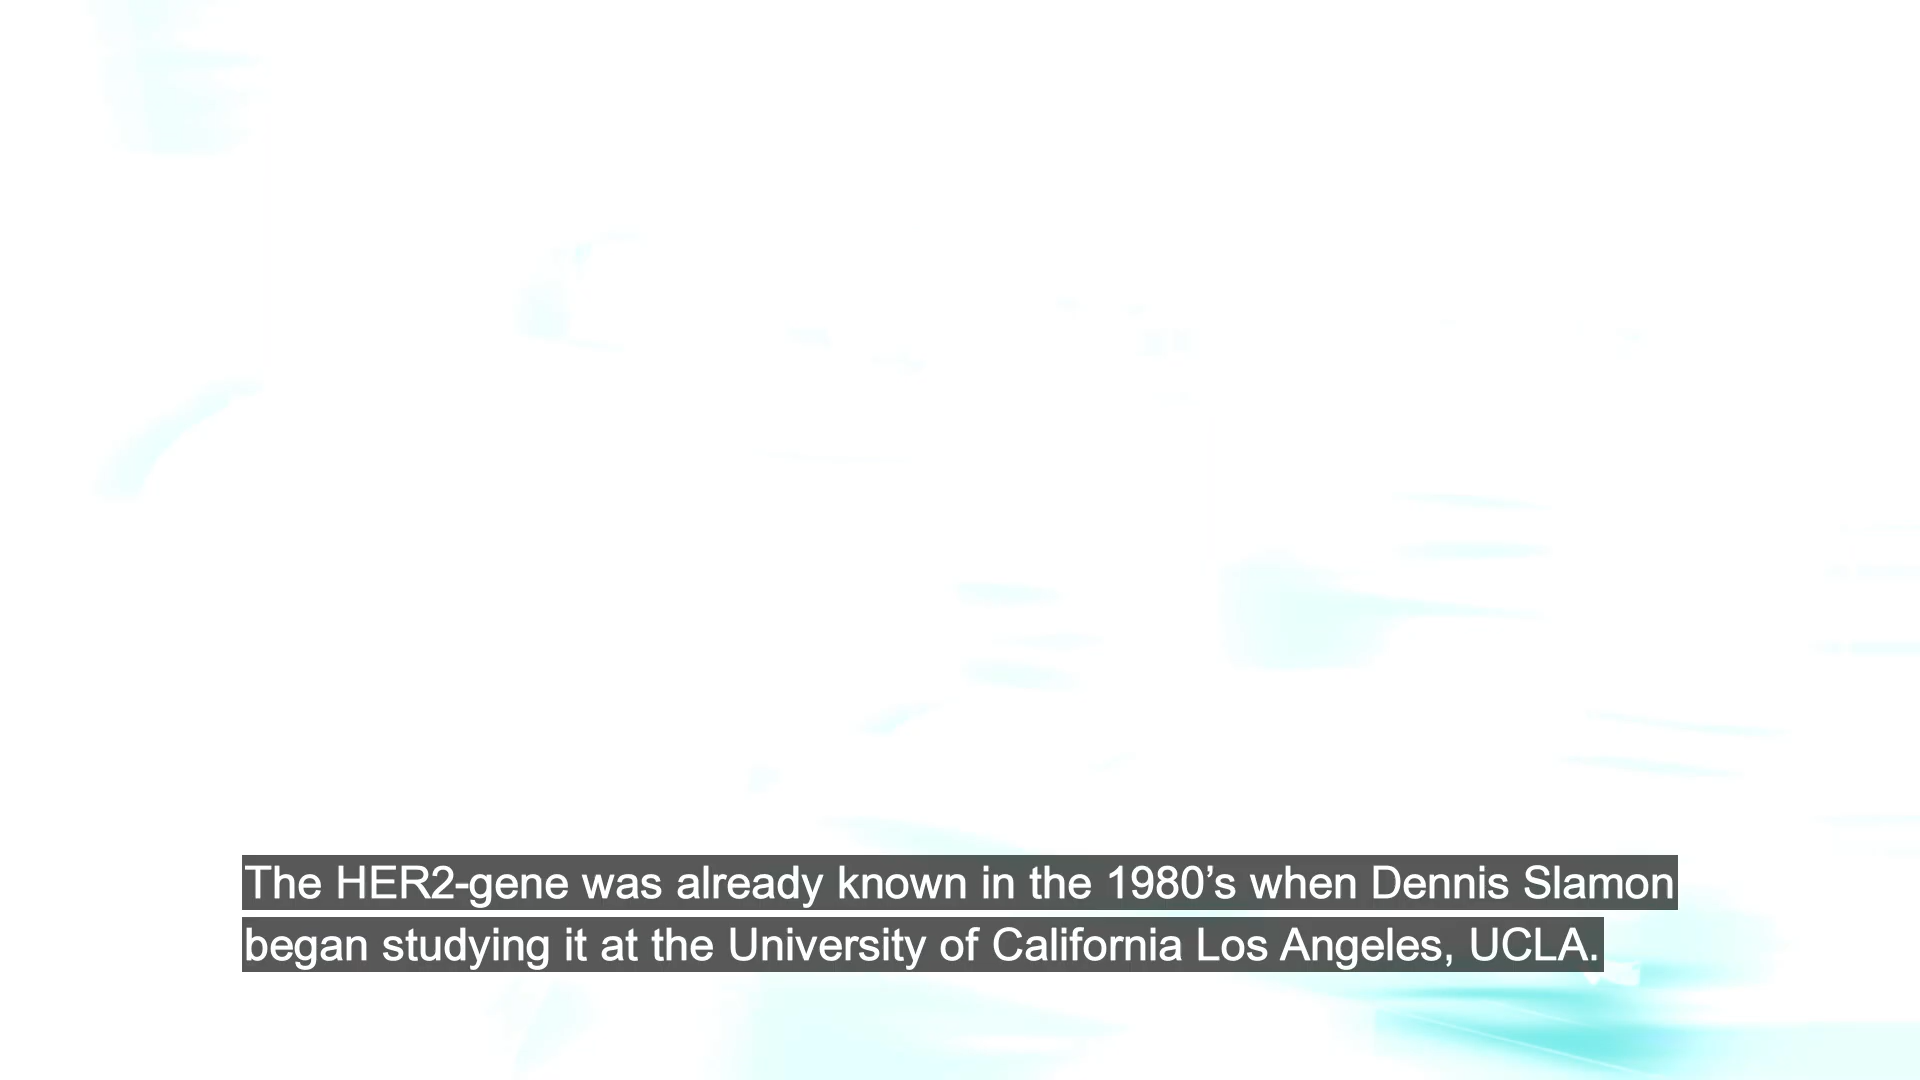 The HER2-gene was already known in the 1980’s when Dennis Slamon
began studying it at the University of California Los Angeles, UCLA.